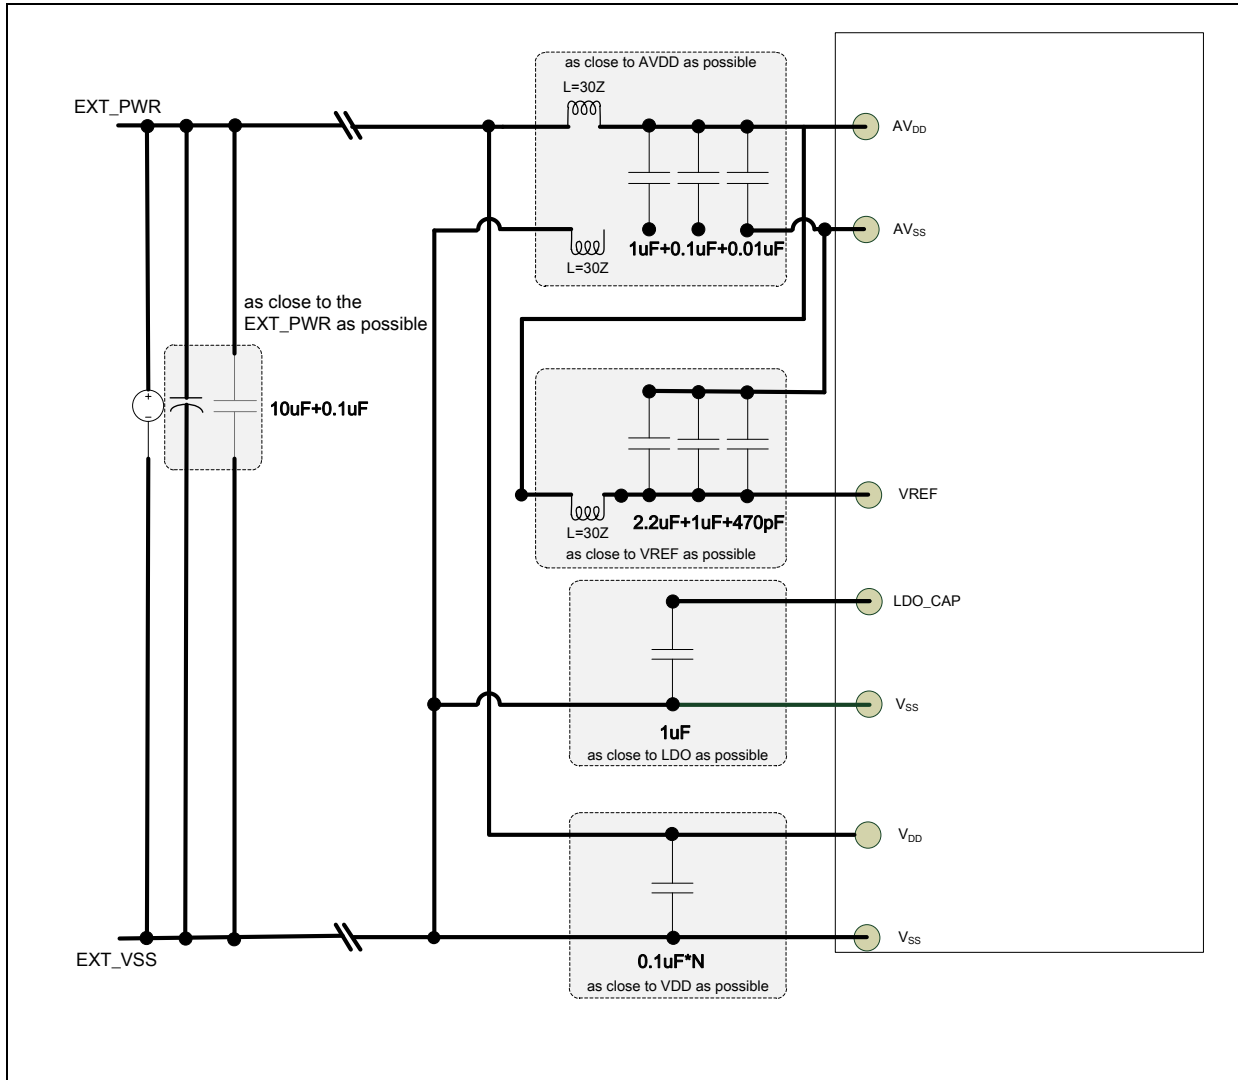 as close to AVDD as possible
L=30Z
EXT_PWR
AVDD
AVSS
1uF+0.1uF+0.01uF
L=30Z
as close to the
EXT_PWR as possible
+
−
10uF+0.1uF
VREF
2.2uF+1uF+470pF
L=30Z
as close to VREF as possible
LDO_CAP
VSS
1uF
as close to LDO as possible
VDD
VSS
EXT_VSS
0.1uF*N
as close to VDD as possible